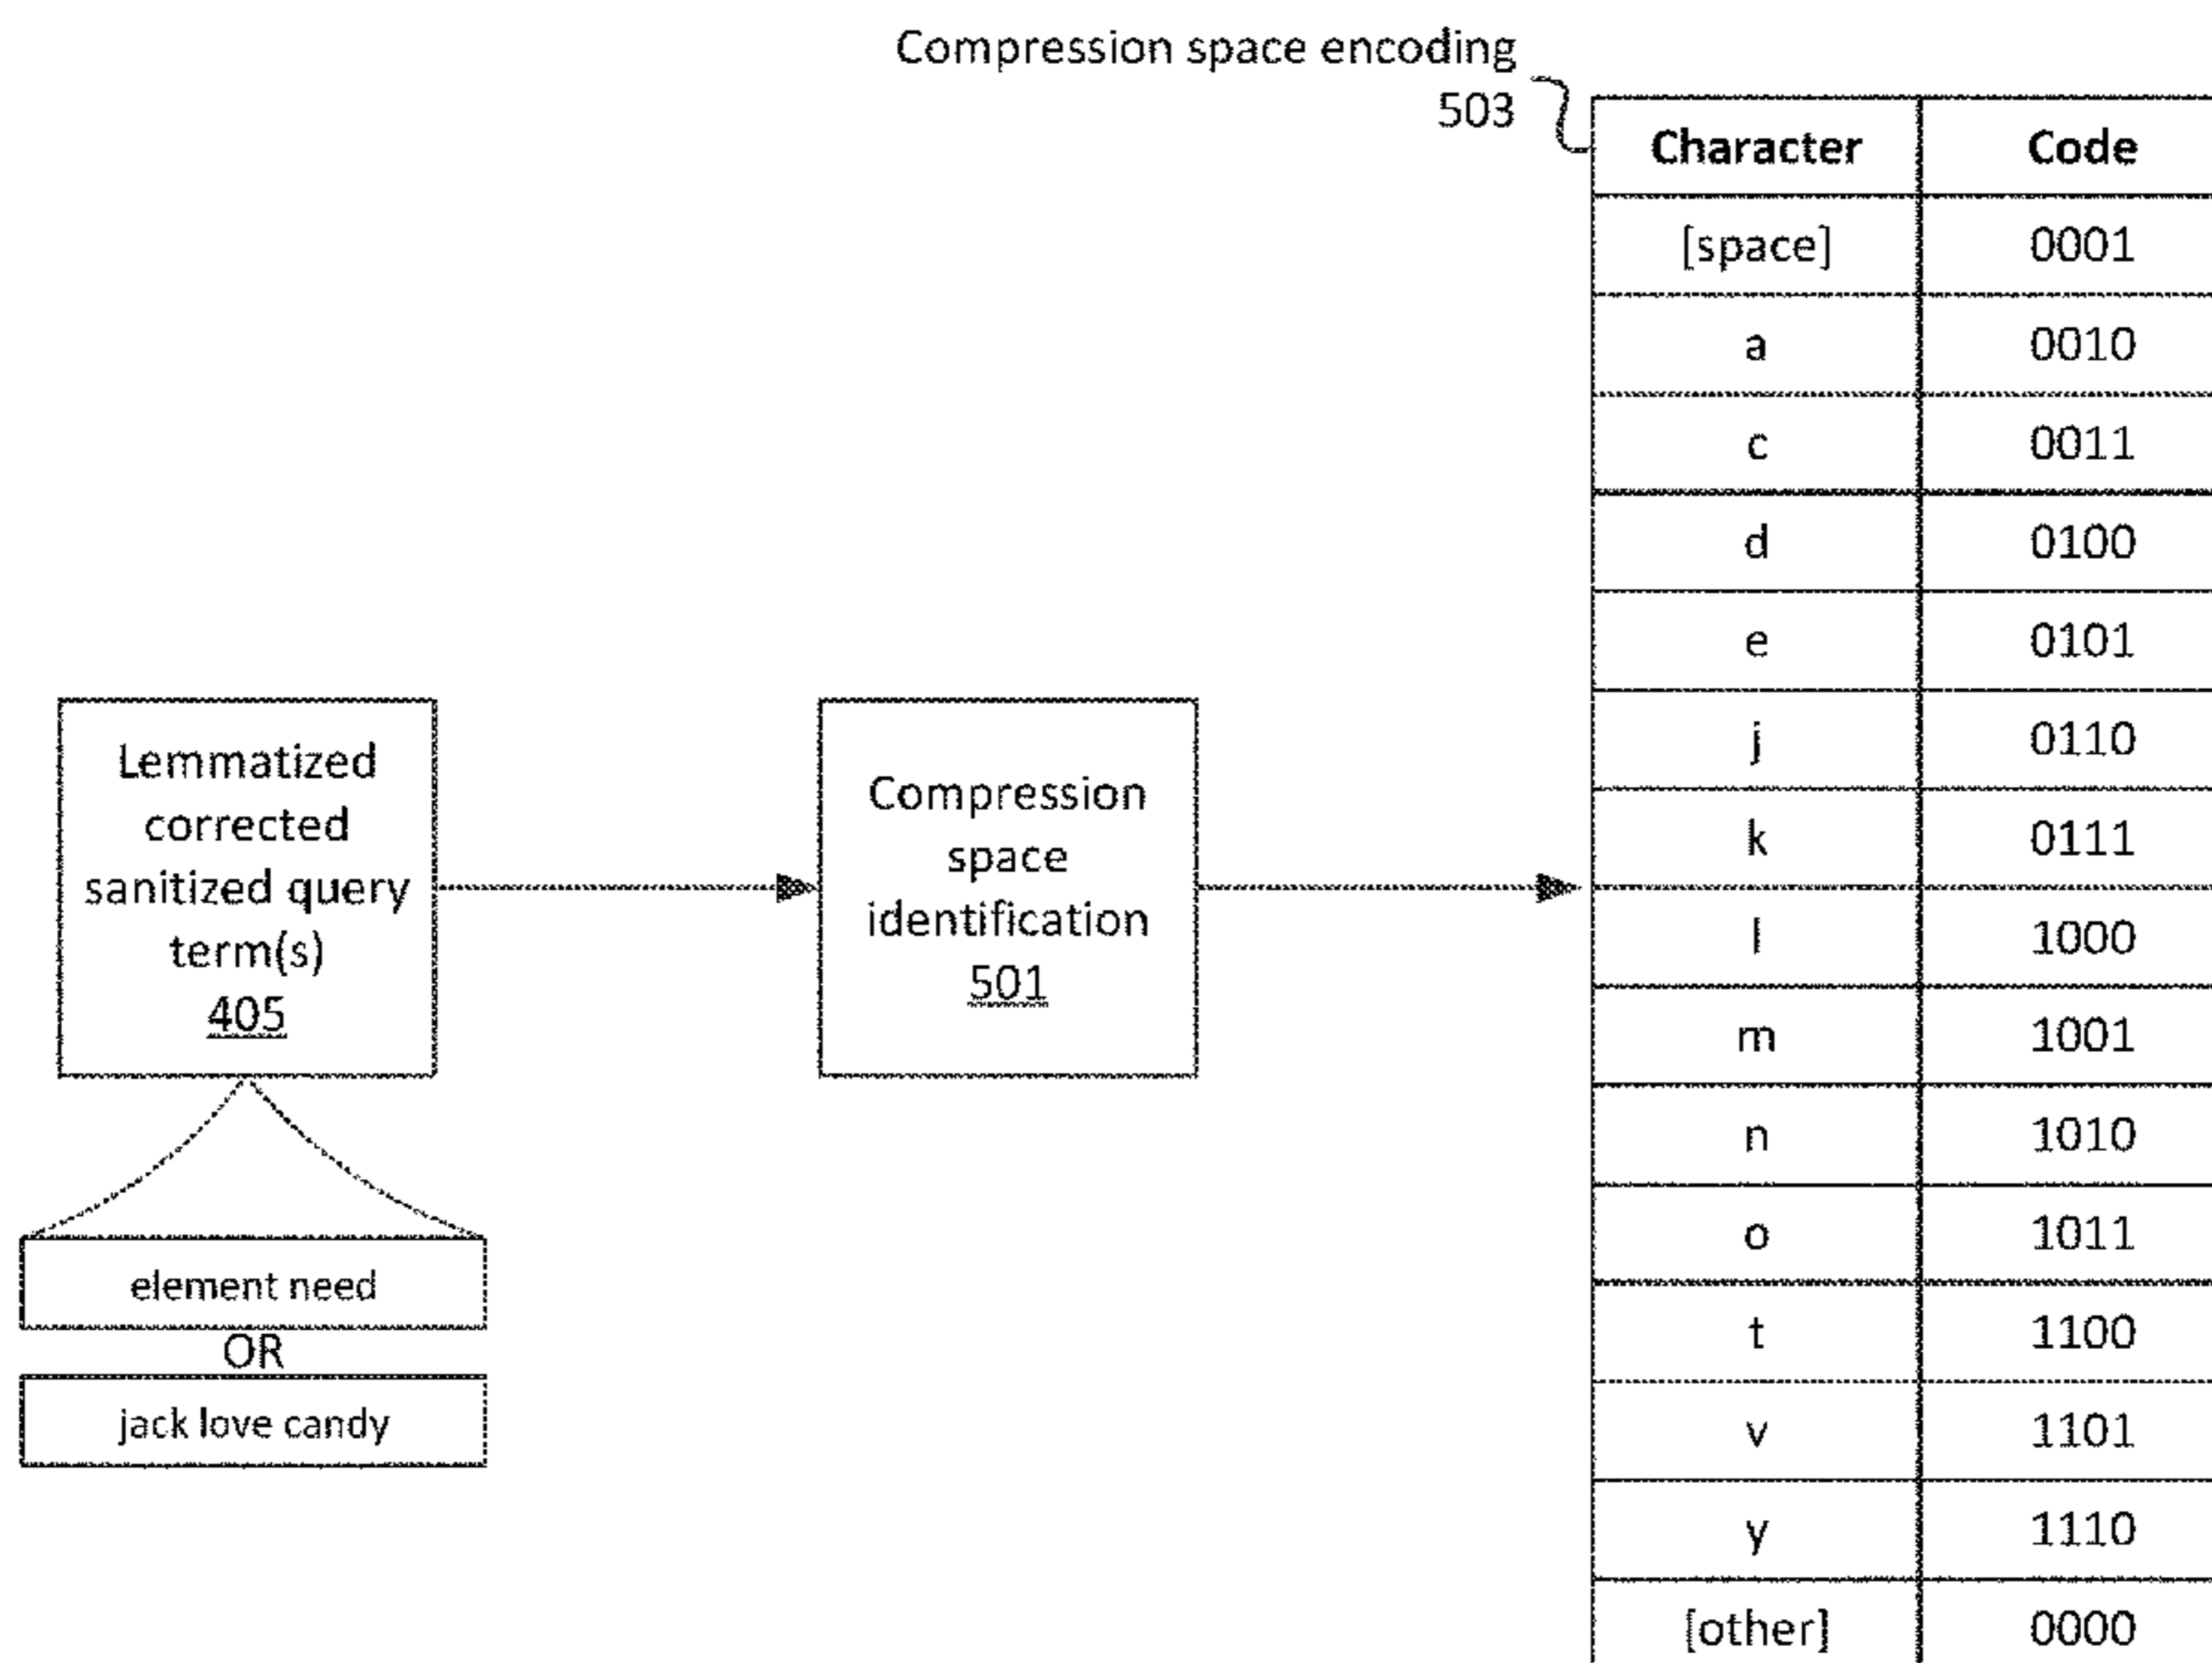 Compression space encoding
503
Character Code
[space] 0001
a 0010
c 0011
d 0100
e 0101
j 0110
k 0111
l 1000
m 1001
n 1010
o 1011
t 1100
v 1101
y 1110
[other] 0000
Lemmatized
corrected
sanitized query
term(s)
405
Compression
space
identification
501
element need
OR
jack love candy